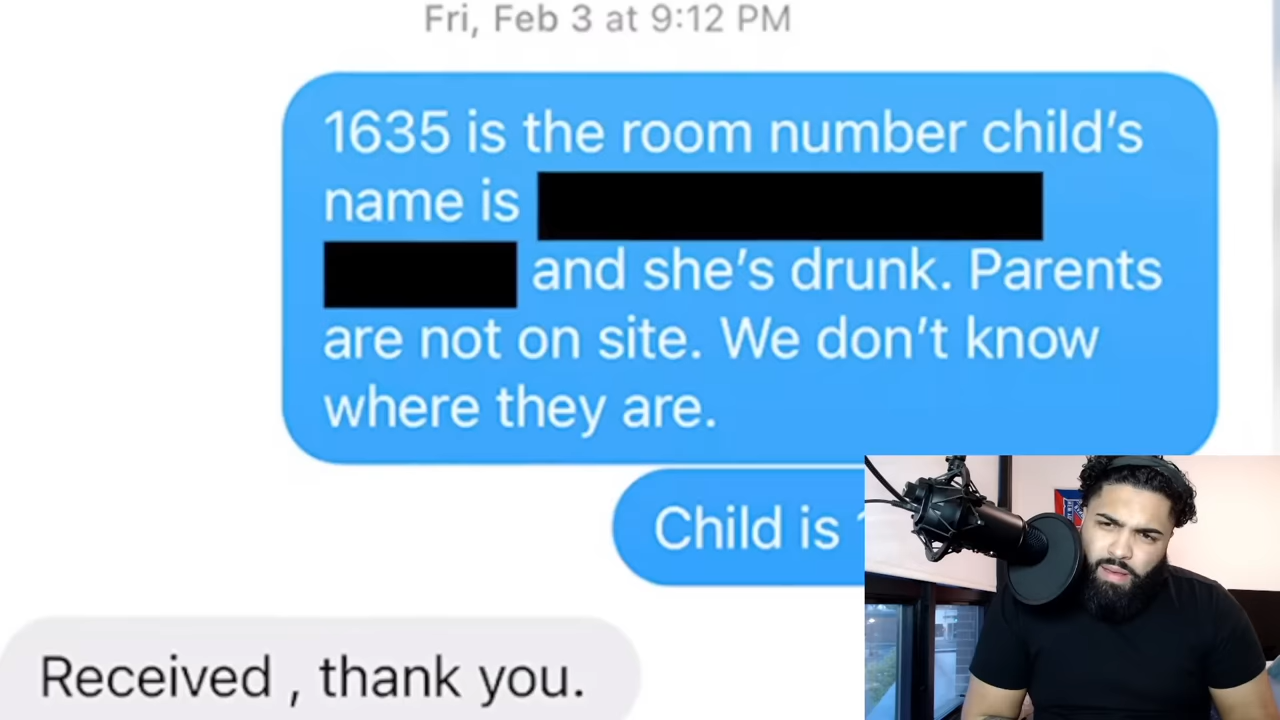 Fri, Feb 3 at 9:12 PM
1635 is the room number child's
name is
and she's drunk. Parents
are not on site. We don't know
where they are.
Child is
Received , thank you.